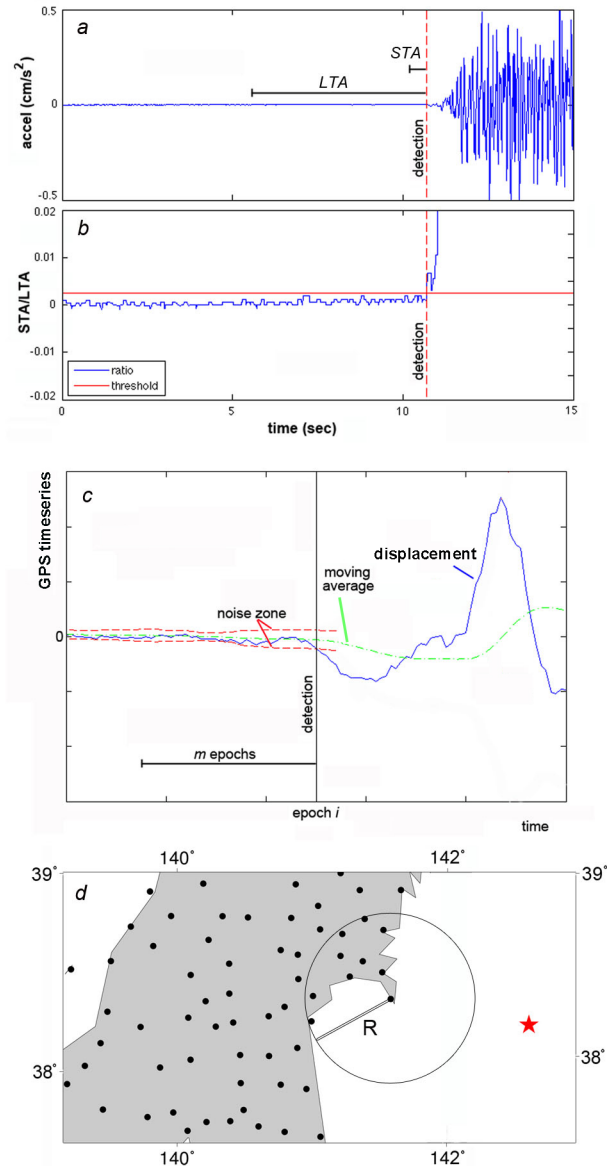 a
0.5
STA
LTA
accel (cm/s²)
0
detection
-0.5
b
0.02
0.01
STA/LTA
0
-0.01
detection
ratio
threshold
-0.02
0 5 10 15
time (sec)
c
GPS timeseries
displacement
moving
average
noise zone
0
detection
m epochs
epoch i
time
140˚ 142˚
39˚ 39˚
d
R
38˚ 38˚
140˚ 142˚